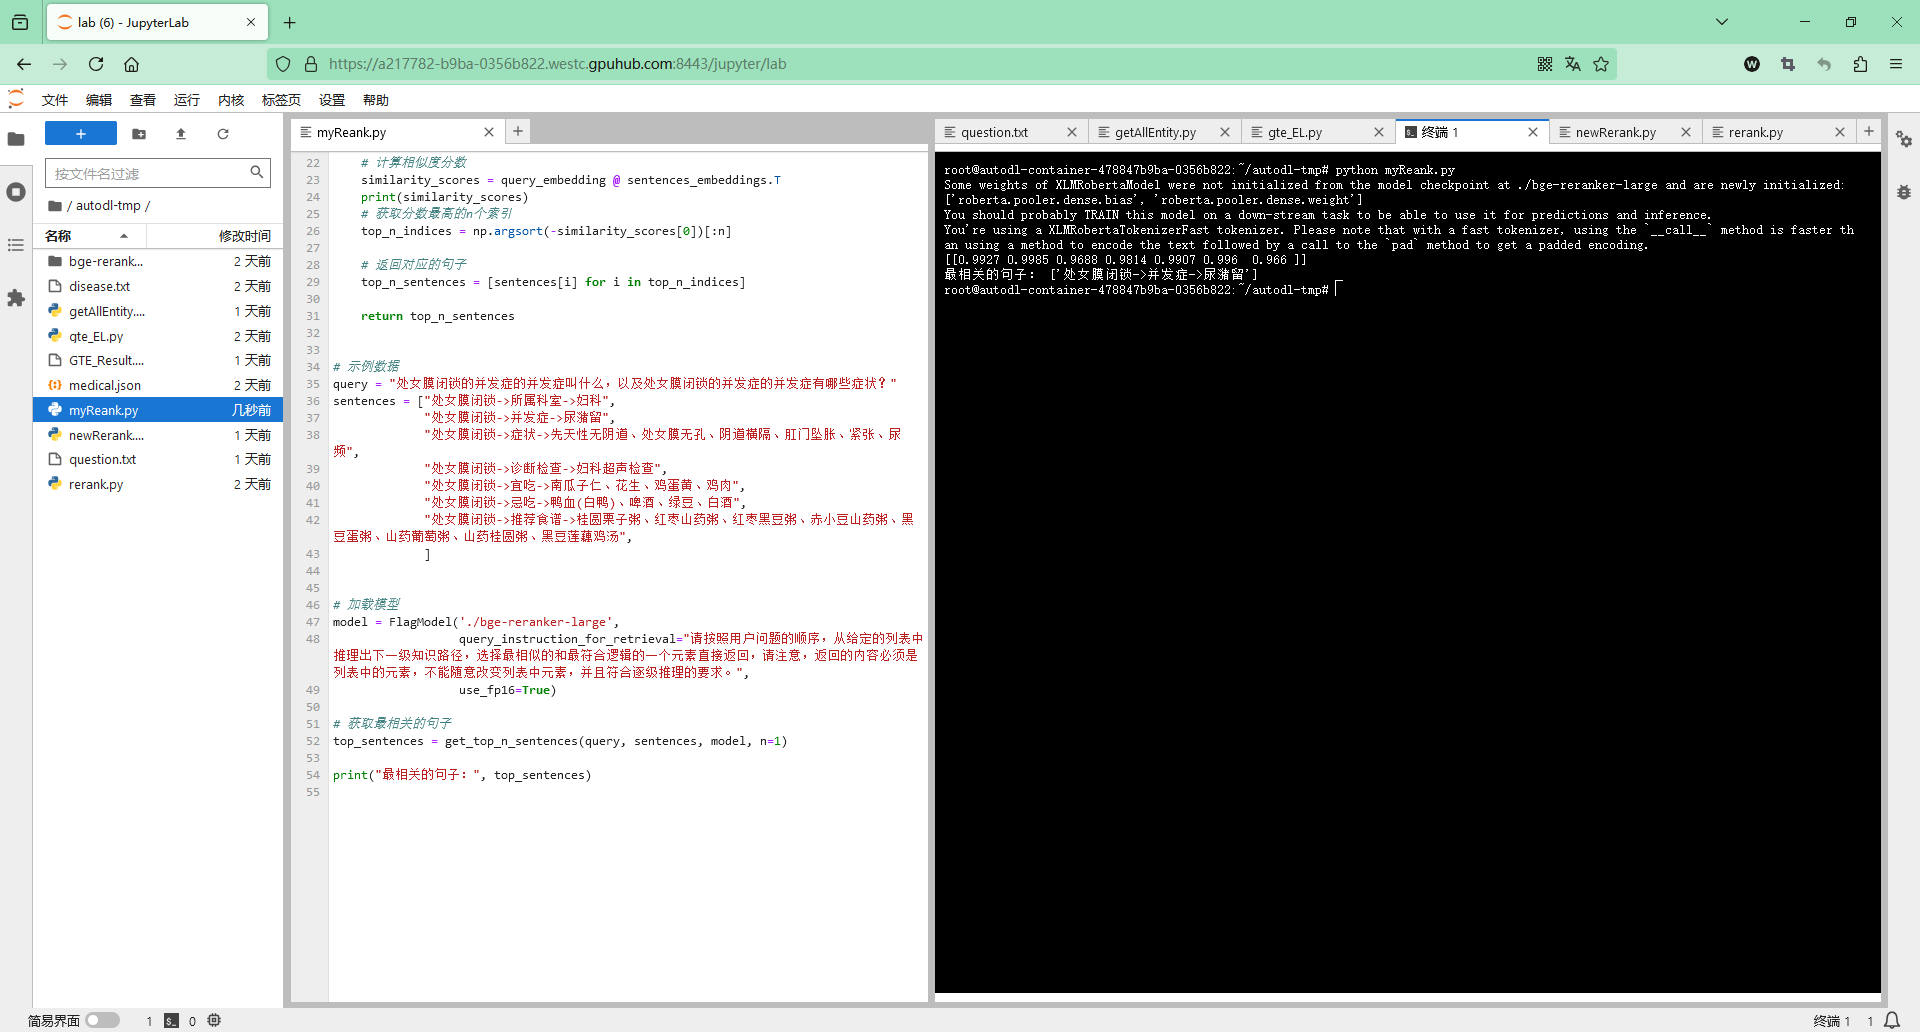 lab (6) - JupyterLab
https://a217782-b9ba-0356b822.westc.gpuhub.com:8443/jupyter/lab
文件 编辑 查看 运行 内核 标签页 设置 帮助
按文件名过滤
/ autodl-tmp /
名称 修改时间
bge-rerank... 2 天前
disease.txt 2 天前
getAllEntity.... 1 天前
gte_EL.py 2 天前
GTE_Result.... 1 天前
medical.json 2 天前
myReank.py 几秒前
newRerank.... 1 天前
question.txt 1 天前
rerank.py 2 天前
myReank.py
22 # 计算相似度分数
23 similarity_scores = query_embedding @ sentences_embeddings.T
24 print(similarity_scores)
25 # 获取分数最高的n个索引
26 top_n_indices = np.argsort(-similarity_scores[0])[:n]
27
28 # 返回对应的句子
29 top_n_sentences = [sentences[i] for i in top_n_indices]
30
31 return top_n_sentences
32
33
34 # 示例数据
35 query = "处女膜闭锁的并发症的并发症叫什么，以及处女膜闭锁的并发症的并发症有哪些症状？"
36 sentences = ["处女膜闭锁->所属科室->妇科",
37 "处女膜闭锁->并发症->尿潴留",
38 "处女膜闭锁->症状->先天性无阴道、处女膜无孔、阴道横隔、肛门坠胀、紧张、尿
频",
39 "处女膜闭锁->诊断检查->妇科超声检查",
40 "处女膜闭锁->宜吃->南瓜子仁、花生、鸡蛋黄、鸡肉",
41 "处女膜闭锁->忌吃->鸭血(白鸭)、啤酒、绿豆、白酒",
42 "处女膜闭锁->推荐食谱->桂圆栗子粥、红枣山药粥、红枣黑豆粥、赤小豆山药粥、黑
豆蛋粥、山药葡萄粥、山药桂圆粥、黑豆莲藕鸡汤",
43 ]
44
45
46 # 加载模型
47 model = FlagModel('./bge-reranker-large',
48 query_instruction_for_retrieval="请按照用户问题的顺序，从给定的列表中
推理出下一级知识路径，选择最相似的和最符合逻辑的一个元素直接返回，请注意，返回的内容必须是
列表中的元素，不能随意改变列表中元素，并且符合逐级推理的要求。",
49 use_fp16=True)
50
51 # 获取最相关的句子
52 top_sentences = get_top_n_sentences(query, sentences, model, n=1)
53
54 print("最相关的句子：", top_sentences)
55
question.txt getAllEntity.py gte_EL.py 终端 1 newRerank.py rerank.py
root@autodl-container-478847b9ba-0356b822:~/autodl-tmp# python myReank.py
Some weights of XLMRobertaModel were not initialized from the model checkpoint at ./bge-reranker-large and are newly initialized:
['roberta.pooler.dense.bias', 'roberta.pooler.dense.weight']
You should probably TRAIN this model on a down-stream task to be able to use it for predictions and inference.
You're using a XLMRobertaTokenizerFast tokenizer. Please note that with a fast tokenizer, using the `__call__` method is faster th
an using a method to encode the text followed by a call to the `pad` method to get a padded encoding.
[[0.9927 0.9985 0.9688 0.9814 0.9907 0.996  0.966 ]]
最相关的句子： ['处女膜闭锁->并发症->尿潴留']
root@autodl-container-478847b9ba-0356b822:~/autodl-tmp#
简易界面 1 0 终端 1 1